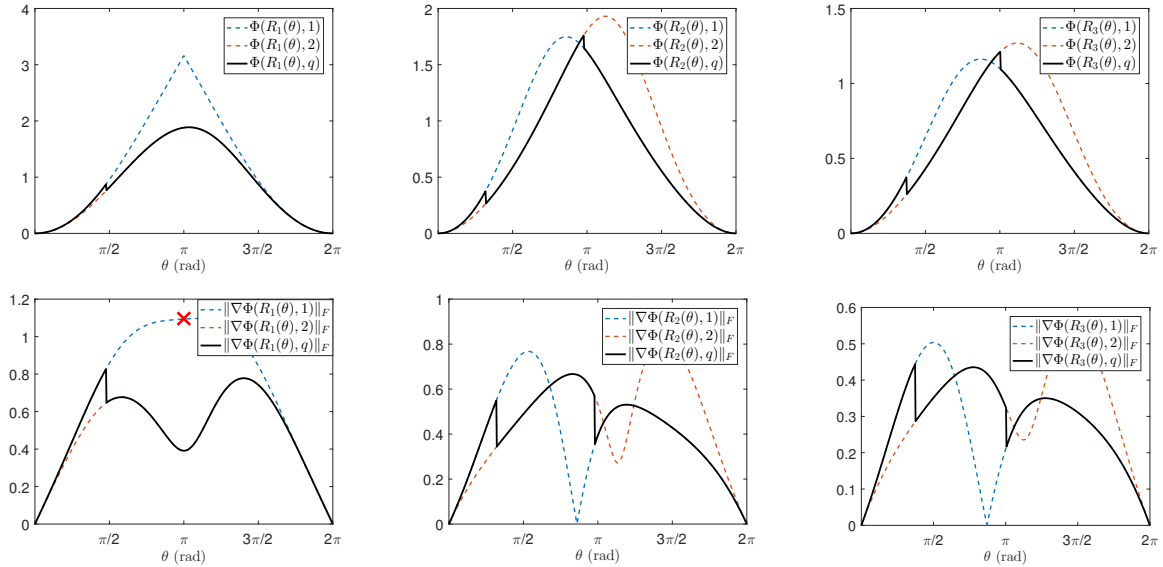 4
3
2
1
0
π/2
π
3π/2
2π
θ (rad)
Φ(R₁(θ), 1)
Φ(R₁(θ), 2)
Φ(R₁(θ), q)
2
1.5
1
0.5
0
π/2
π
3π/2
2π
θ (rad)
Φ(R₂(θ), 1)
Φ(R₂(θ), 2)
Φ(R₂(θ), q)
1.5
1
0.5
0
π/2
π
3π/2
2π
θ (rad)
Φ(R₃(θ), 1)
Φ(R₃(θ), 2)
Φ(R₃(θ), q)
1.2
1
0.8
0.6
0.4
0.2
0
π/2
π
3π/2
2π
θ (rad)
‖∇Φ(R₁(θ), 1)‖_F
‖∇Φ(R₁(θ), 2)‖_F
‖∇Φ(R₁(θ), q)‖_F
1
0.8
0.6
0.4
0.2
0
π/2
π
3π/2
2π
θ (rad)
‖∇Φ(R₂(θ), 1)‖_F
‖∇Φ(R₂(θ), 2)‖_F
‖∇Φ(R₂(θ), q)‖_F
0.6
0.5
0.4
0.3
0.2
0.1
0
π/2
π
3π/2
2π
θ (rad)
‖∇Φ(R₃(θ), 1)‖_F
‖∇Φ(R₃(θ), 2)‖_F
‖∇Φ(R₃(θ), q)‖_F